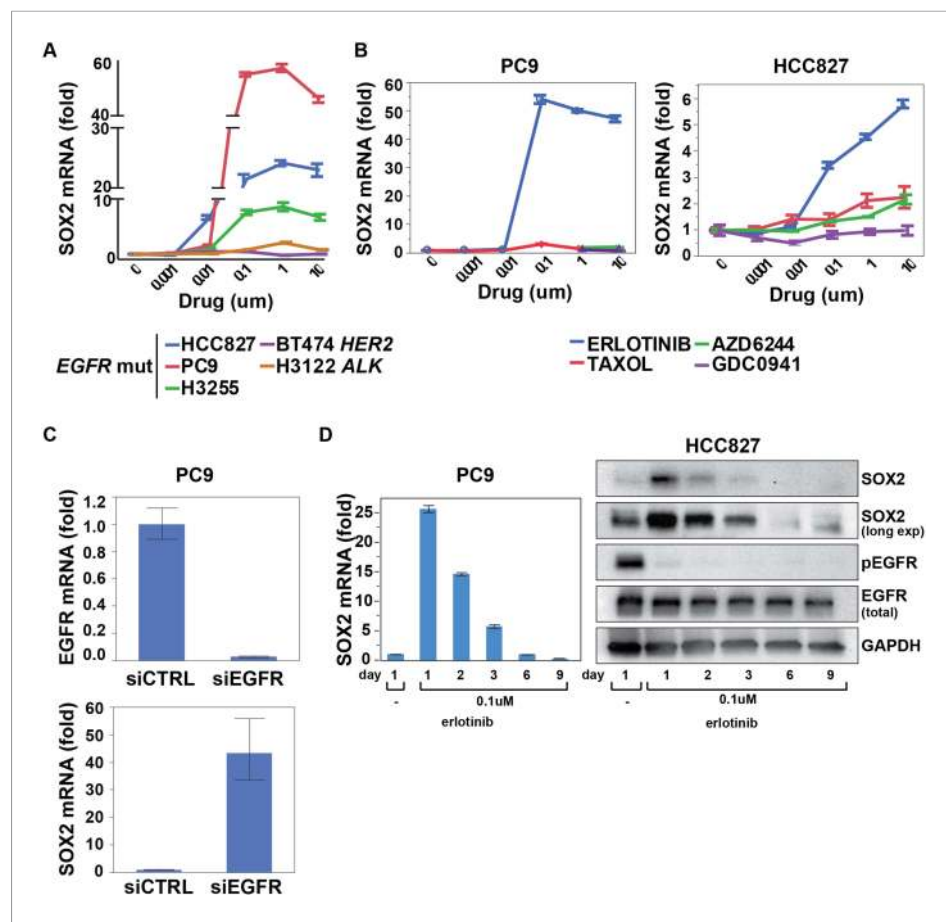 A
SOX2 mRNA (fold)
60
40
30
20
10
0
0
0.001
0.01
0.1
1
10
Drug (um)
B
PC9
SOX2 mRNA (fold)
60
50
40
30
20
10
0
0
0.001
0.01
0.1
1
10
Drug (um)
HCC827
SOX2 mRNA (fold)
6
5
4
3
2
1
0
0
0.001
0.01
0.1
1
10
Drug (um)
EGFR mut
HCC827
BT474 HER2
PC9
H3122 ALK
H3255
ERLOTINIB
AZD6244
TAXOL
GDC0941
C
PC9
EGFR mRNA (fold)
1.2
1.0
0.8
0.6
0.4
0.2
0.0
siCTRL siEGFR
SOX2 mRNA (fold)
60
50
40
30
20
10
0
siCTRL siEGFR
D
PC9
SOX2 mRNA (fold)
25
20
15
10
5
0
day 1 1 2 3 6 9
- 0.1uM
erlotinib
HCC827
SOX2
SOX2
(long exp)
pEGFR
EGFR
(total)
GAPDH
day 1 1 2 3 6 9
- 0.1uM
erlotinib